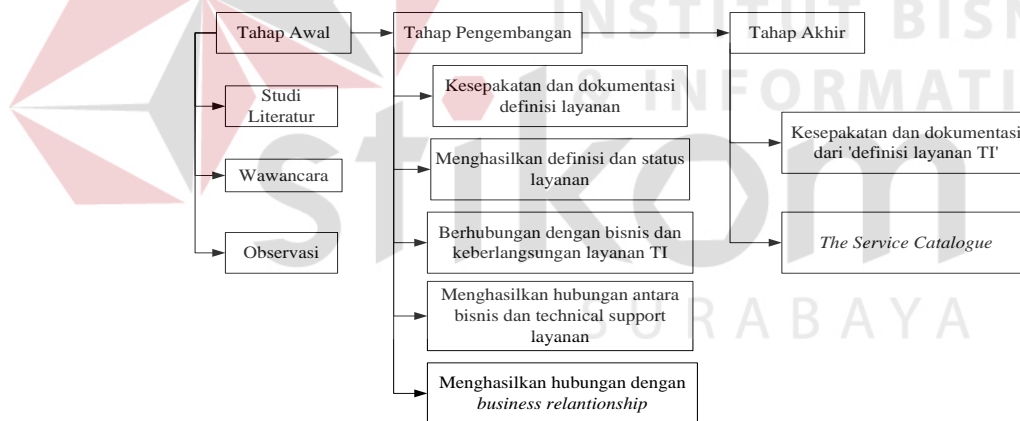 INSTITUT BISN
& INFORMATI
stikom
SURABAYA
Tahap Awal
Studi
Literatur
Wawancara
Observasi
Tahap Pengembangan
Kesepakatan dan dokumentasi
definisi layanan
Menghasilkan definisi dan status
layanan
Berhubungan dengan bisnis dan
keberlangsungan layanan TI
Menghasilkan hubungan antara
bisnis dan technical support
layanan
Menghasilkan hubungan dengan
business relantionship
Tahap Akhir
Kesepakatan dan dokumentasi
dari 'definisi layanan TI'
The Service Catalogue